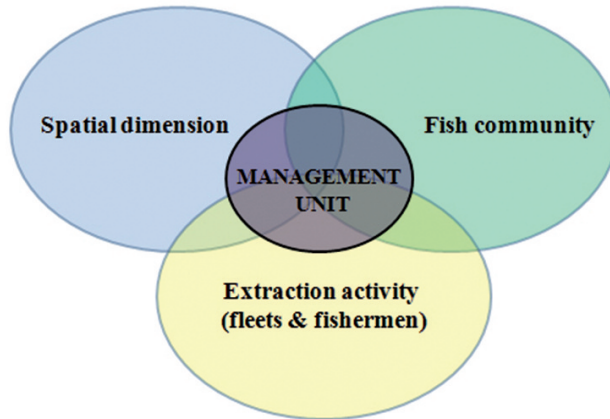 Spatial dimension
Fish community
MANAGEMENT
UNIT
Extraction activity
(fleets & fishermen)